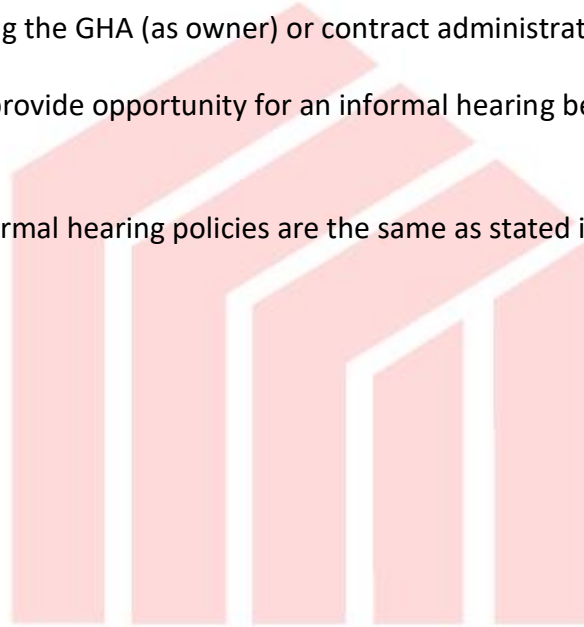 g the GHA (as owner) or contract administrat
provide opportunity for an informal hearing be
rmal hearing policies are the same as stated i